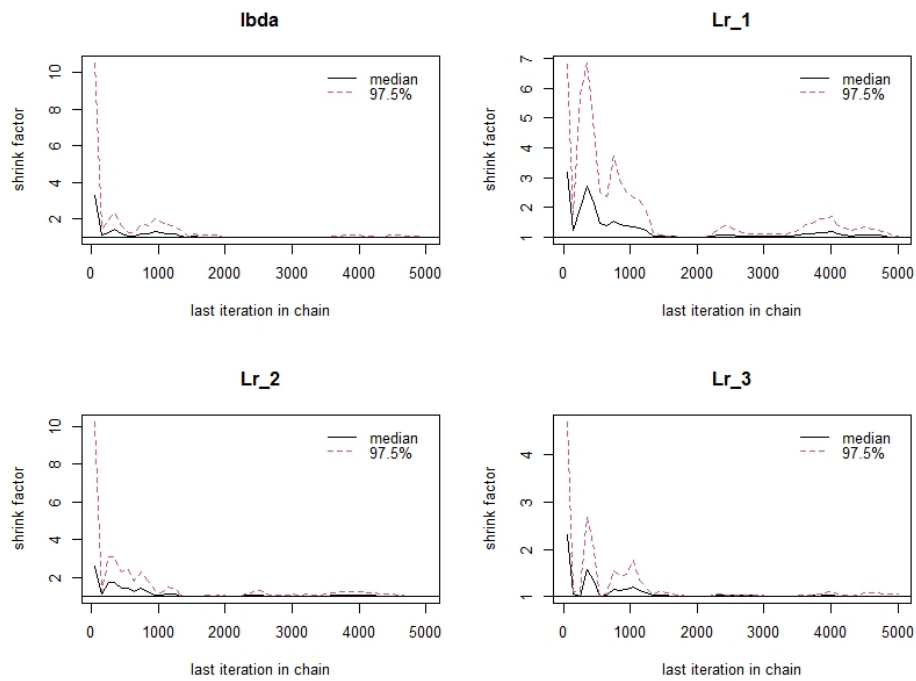 lbda
shrink factor
2 4 6 8 10
median
97.5%
0 1000 2000 3000 4000 5000
last iteration in chain
Lr_1
shrink factor
1 2 3 4 5 6 7
median
97.5%
0 1000 2000 3000 4000 5000
last iteration in chain
Lr_2
shrink factor
2 4 6 8 10
median
97.5%
0 1000 2000 3000 4000 5000
last iteration in chain
Lr_3
shrink factor
1 2 3 4
median
97.5%
0 1000 2000 3000 4000 5000
last iteration in chain